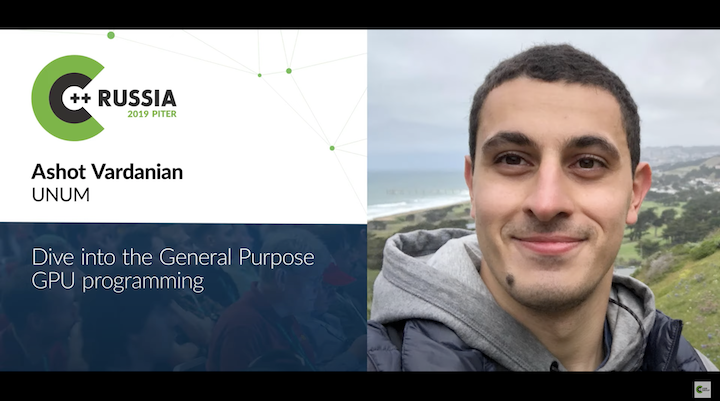 ++ RUSSIA
2019 PITER
Ashot Vardanian
UNUM
Dive into the General Purpose
GPU programming